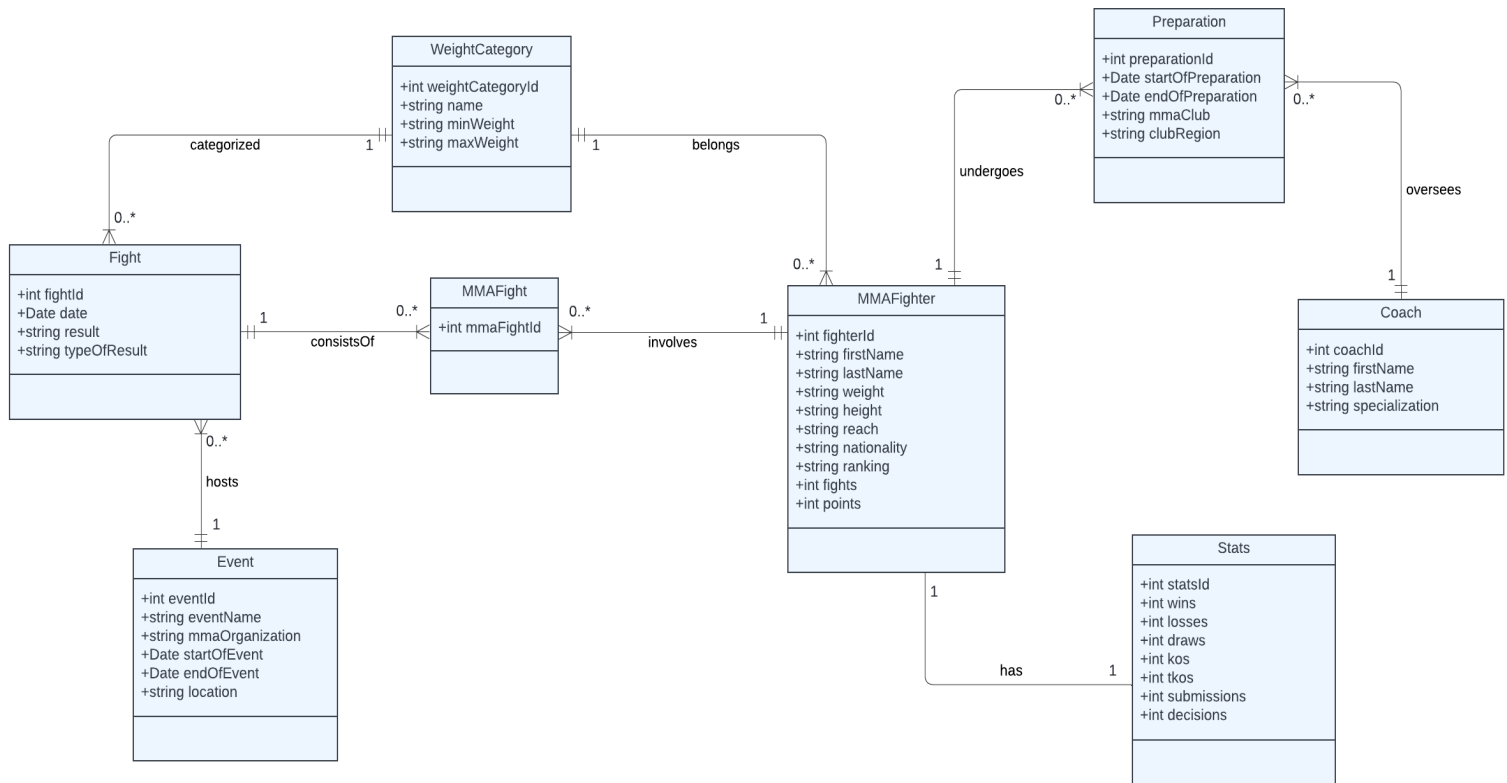 WeightCategory
+int weightCategoryId
+string name
+string minWeight
+string maxWeight
Preparation
+int preparationId
+Date startOfPreparation
+Date endOfPreparation
+string mmaClub
+string clubRegion
categorized
1
0..*
1
belongs
0..*
undergoes
0..*
1
0..*
oversees
1
Fight
+int fightId
+Date date
+string result
+string typeOfResult
1
consistsOf
0..*
MMAFight
+int mmaFightId
0..*
involves
1
MMAFighter
+int fighterId
+string firstName
+string lastName
+string weight
+string height
+string reach
+string nationality
+string ranking
+int fights
+int points
Coach
+int coachId
+string firstName
+string lastName
+string specialization
0..*
hosts
1
Event
+int eventId
+string eventName
+string mmaOrganization
+Date startOfEvent
+Date endOfEvent
+string location
1
has
1
Stats
+int statsId
+int wins
+int losses
+int draws
+int kos
+int tkos
+int submissions
+int decisions